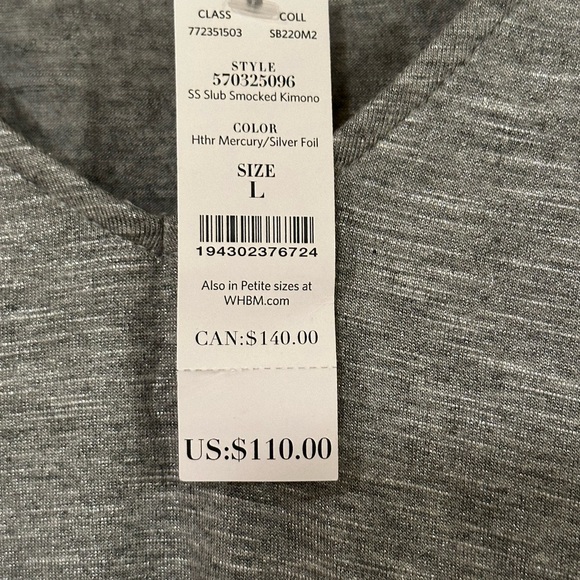 CLASS COLL
772351503 SB220M2
STYLE
570325096
SS Slub Smocked Kimono
COLOR
Hthr Mercury/Silver Foil
SIZE
L
194302376724
Also in Petite sizes at
WHBM.com
CAN:$140.00
US:$110.00